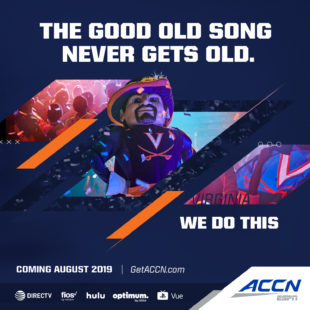 THE GOOD OLD SONG
NEVER GETS OLD.
VIRGINIA
WE DO THIS
COMING AUGUST 2019 | GetACCN.com
DIRECTV fios hulu optimum. Vue
ACCN
ESPN